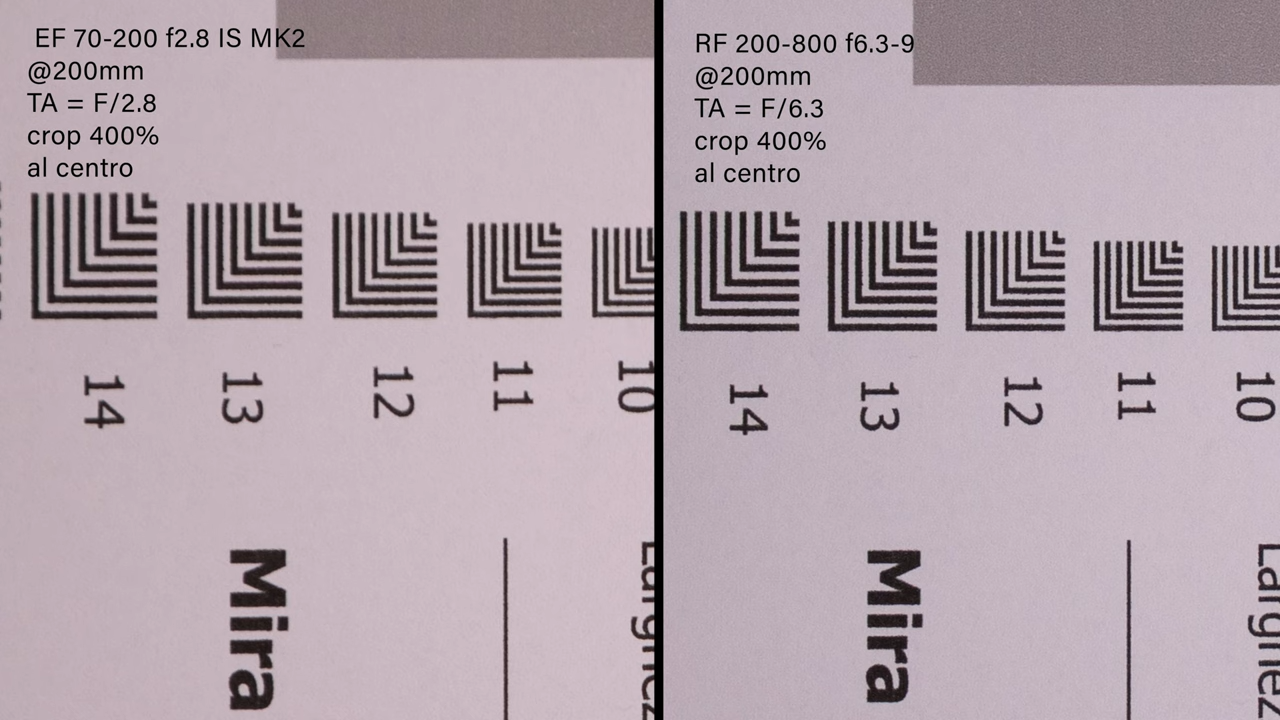 EF 70-200 f2.8 IS MK2
@200mm
TA = F/2.8
crop 400%
al centro
14
13
12
11
10
Mira
RF 200-800 f6.3-9
@200mm
TA = F/6.3
crop 400%
al centro
14
13
12
11
10
Mira